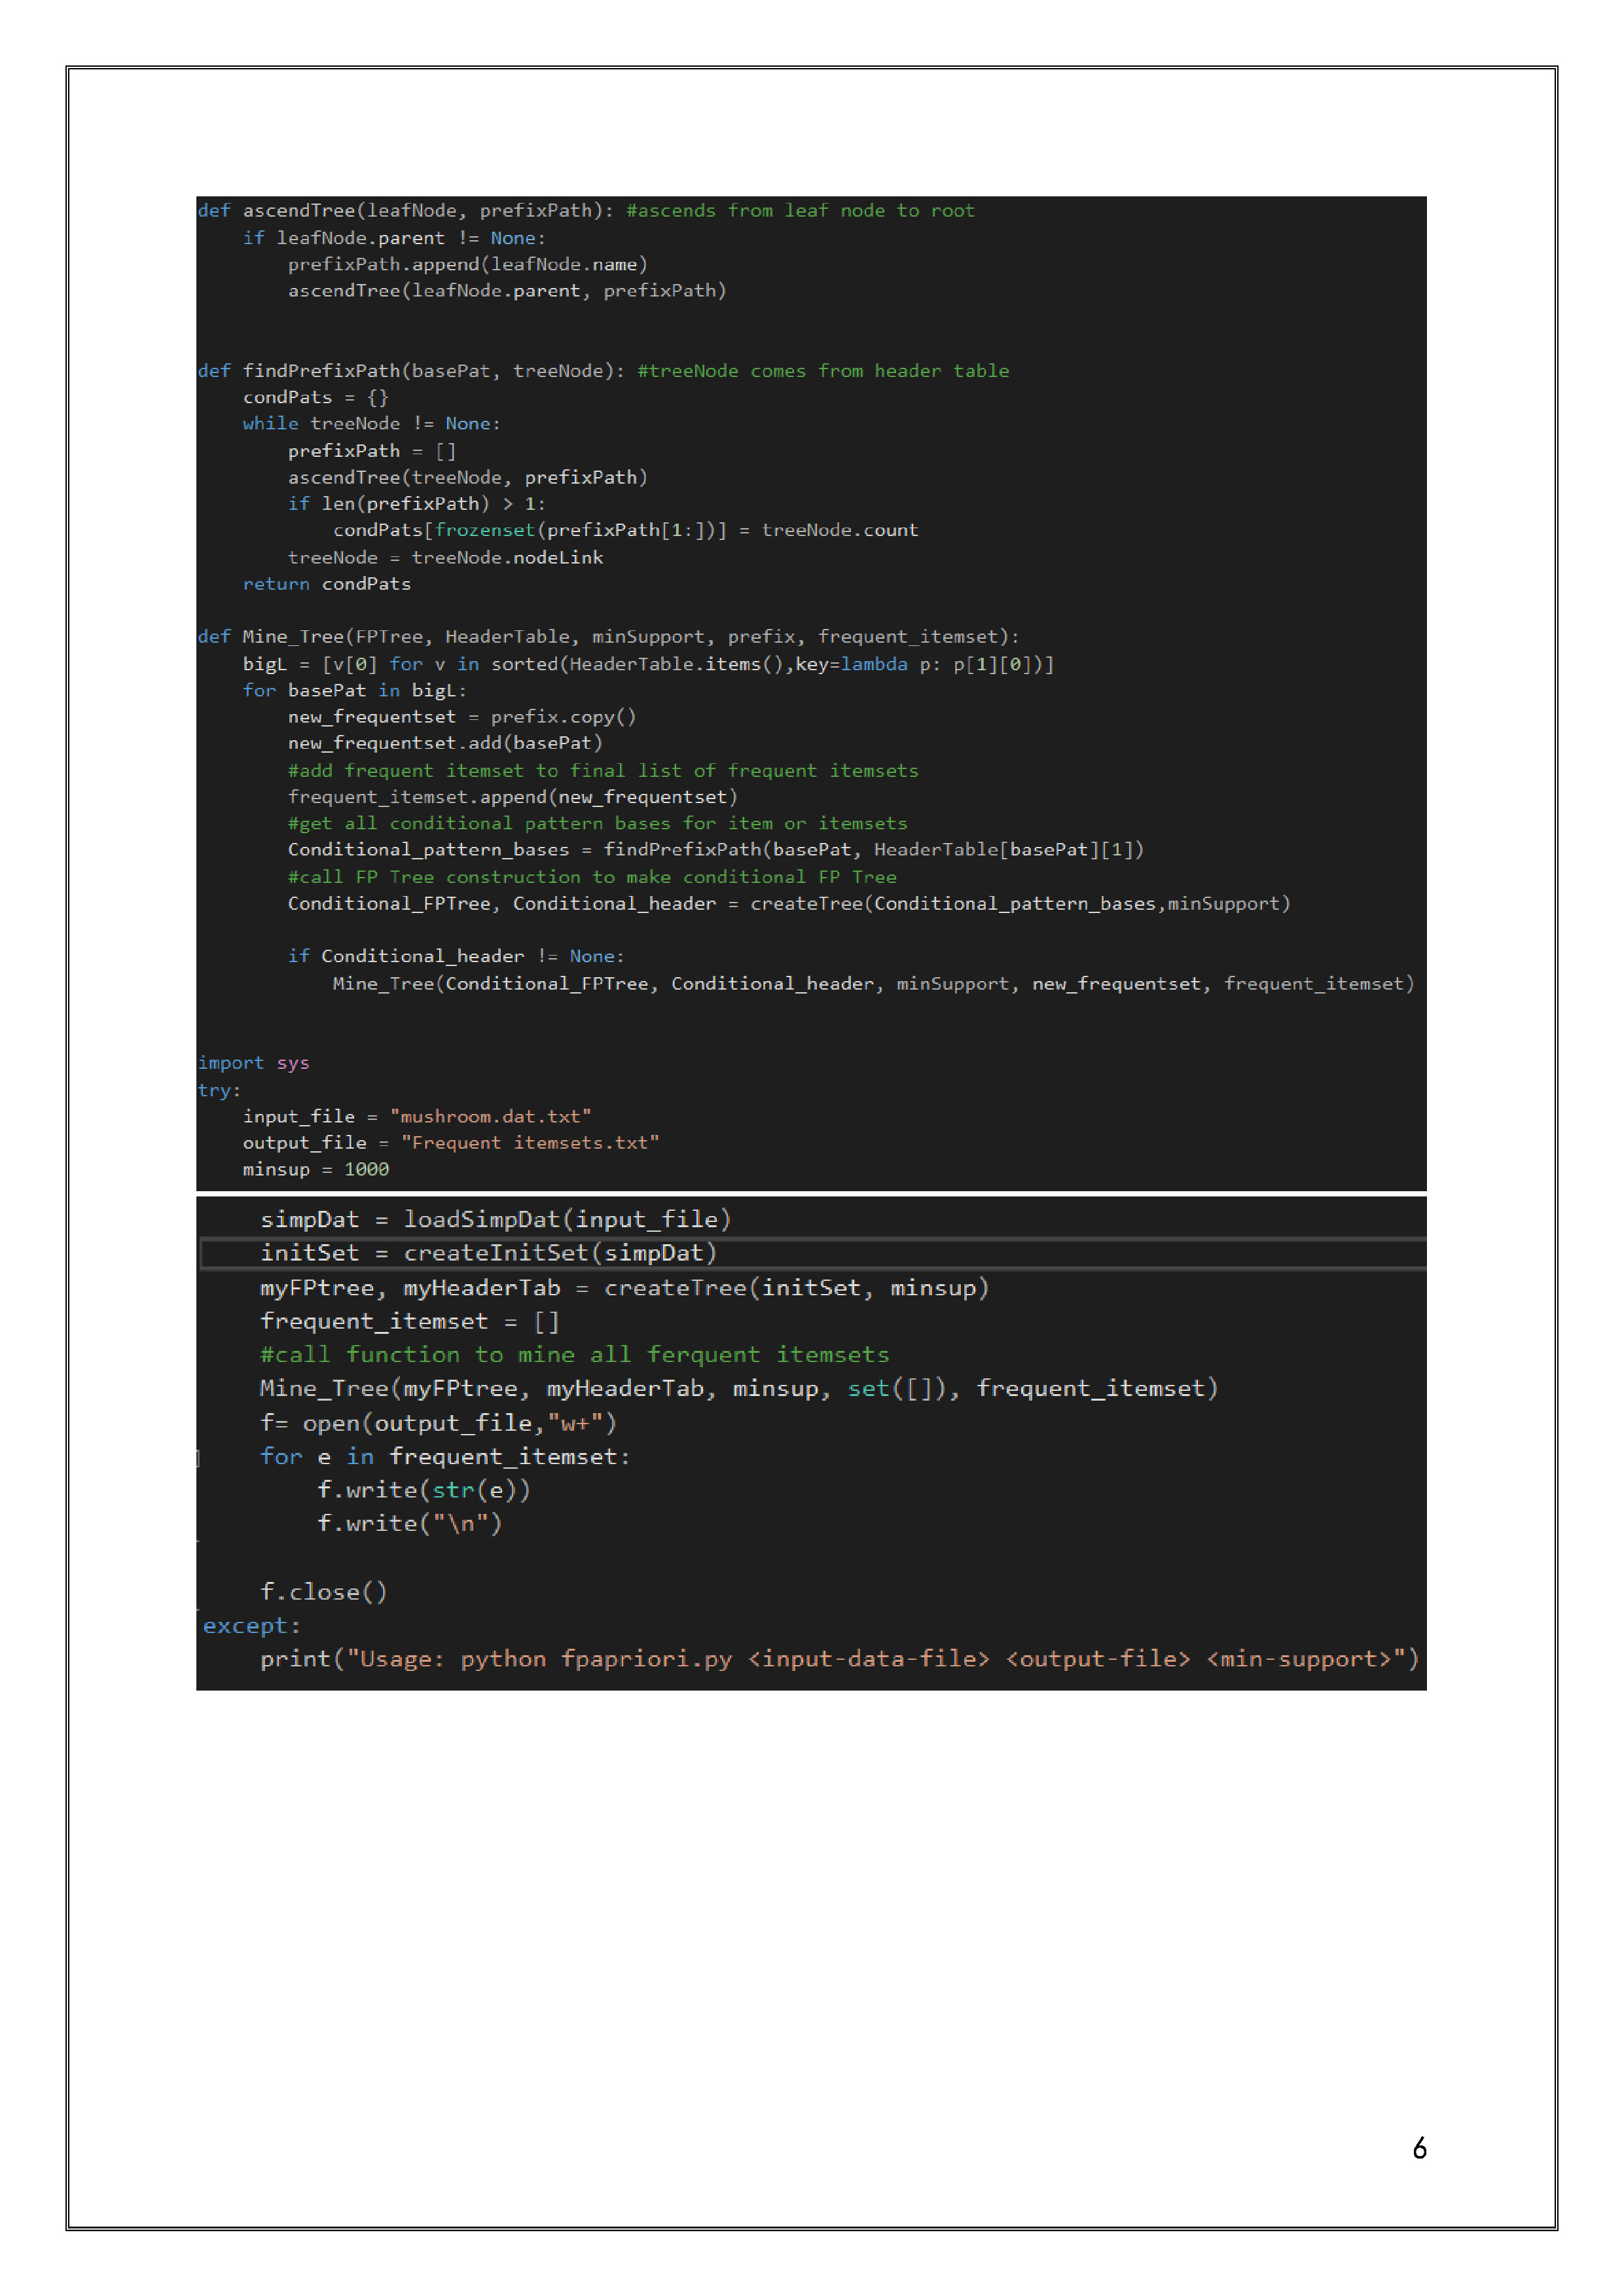 def ascendTree(leafNode, prefixPath): #ascends from leaf node to root
    if leafNode.parent != None:
        prefixPath.append(leafNode.name)
        ascendTree(leafNode.parent, prefixPath)
def findPrefixPath(basePat, treeNode): #treeNode comes from header table
    condPats = {}
    while treeNode != None:
        prefixPath = []
        ascendTree(treeNode, prefixPath)
        if len(prefixPath) > 1:
            condPats[frozenset(prefixPath[1:])] = treeNode.count
        treeNode = treeNode.nodeLink
    return condPats
def Mine_Tree(FPTree, HeaderTable, minSupport, prefix, frequent_itemset):
    bigL = [v[0] for v in sorted(HeaderTable.items(),key=lambda p: p[1][0])]
    for basePat in bigL:
        new_frequentset = prefix.copy()
        new_frequentset.add(basePat)
        #add frequent itemset to final list of frequent itemsets
        frequent_itemset.append(new_frequentset)
        #get all conditional pattern bases for item or itemsets
        Conditional_pattern_bases = findPrefixPath(basePat, HeaderTable[basePat][1])
        #call FP Tree construction to make conditional FP Tree
        Conditional_FPTree, Conditional_header = createTree(Conditional_pattern_bases,minSupport)
        if Conditional_header != None:
            Mine_Tree(Conditional_FPTree, Conditional_header, minSupport, new_frequentset, frequent_itemset)
import sys
try:
    input_file = "mushroom.dat.txt"
    output_file = "Frequent itemsets.txt"
    minsup = 1000
    simpDat = loadSimpDat(input_file)
    initSet = createInitSet(simpDat)
    myFPtree, myHeaderTab = createTree(initSet, minsup)
    frequent_itemset = []
    #call function to mine all ferquent itemsets
    Mine_Tree(myFPtree, myHeaderTab, minsup, set([]), frequent_itemset)
    f= open(output_file,"w+")
    for e in frequent_itemset:
        f.write(str(e))
        f.write("\n")
    f.close()
except:
    print("Usage: python fpapriori.py <input-data-file> <output-file> <min-support>")
6